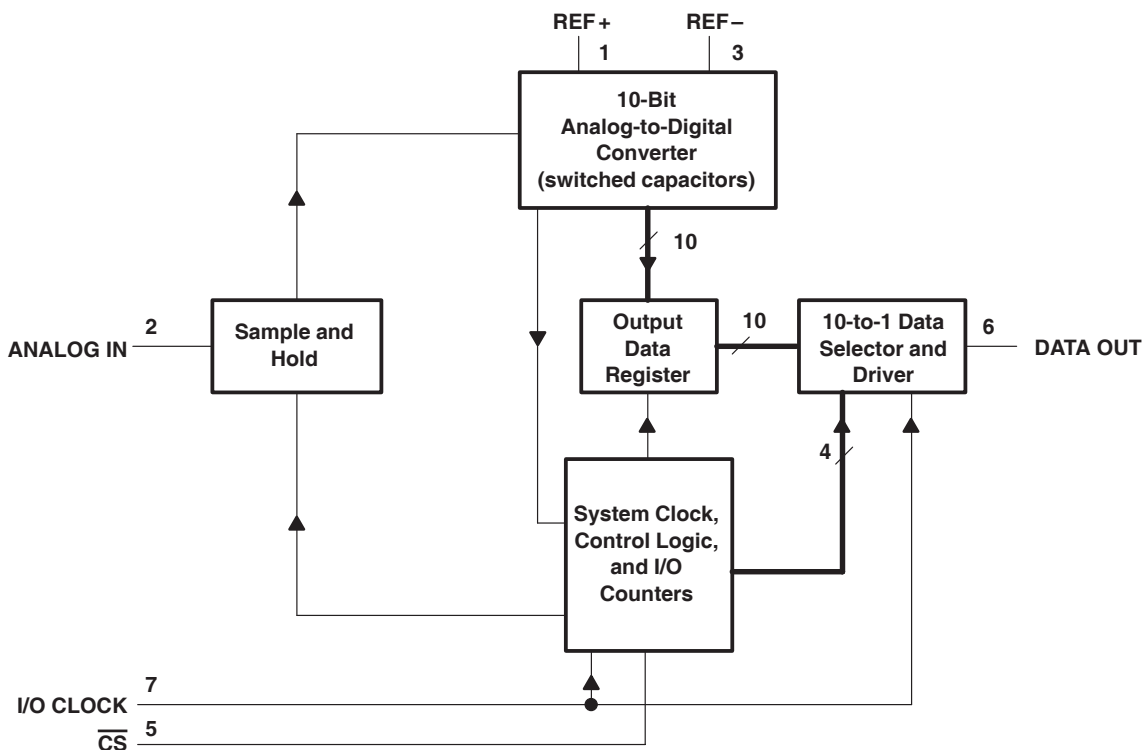 REF+
REF–
1
3
10-Bit
Analog-to-Digital
Converter
(switched capacitors)
10
2
ANALOG IN
Sample and
Hold
Output
Data
Register
10
10-to-1 Data
Selector and
Driver
6
DATA OUT
4
System Clock,
Control Logic,
and I/O
Counters
7
I/O CLOCK
5
C̅S̅